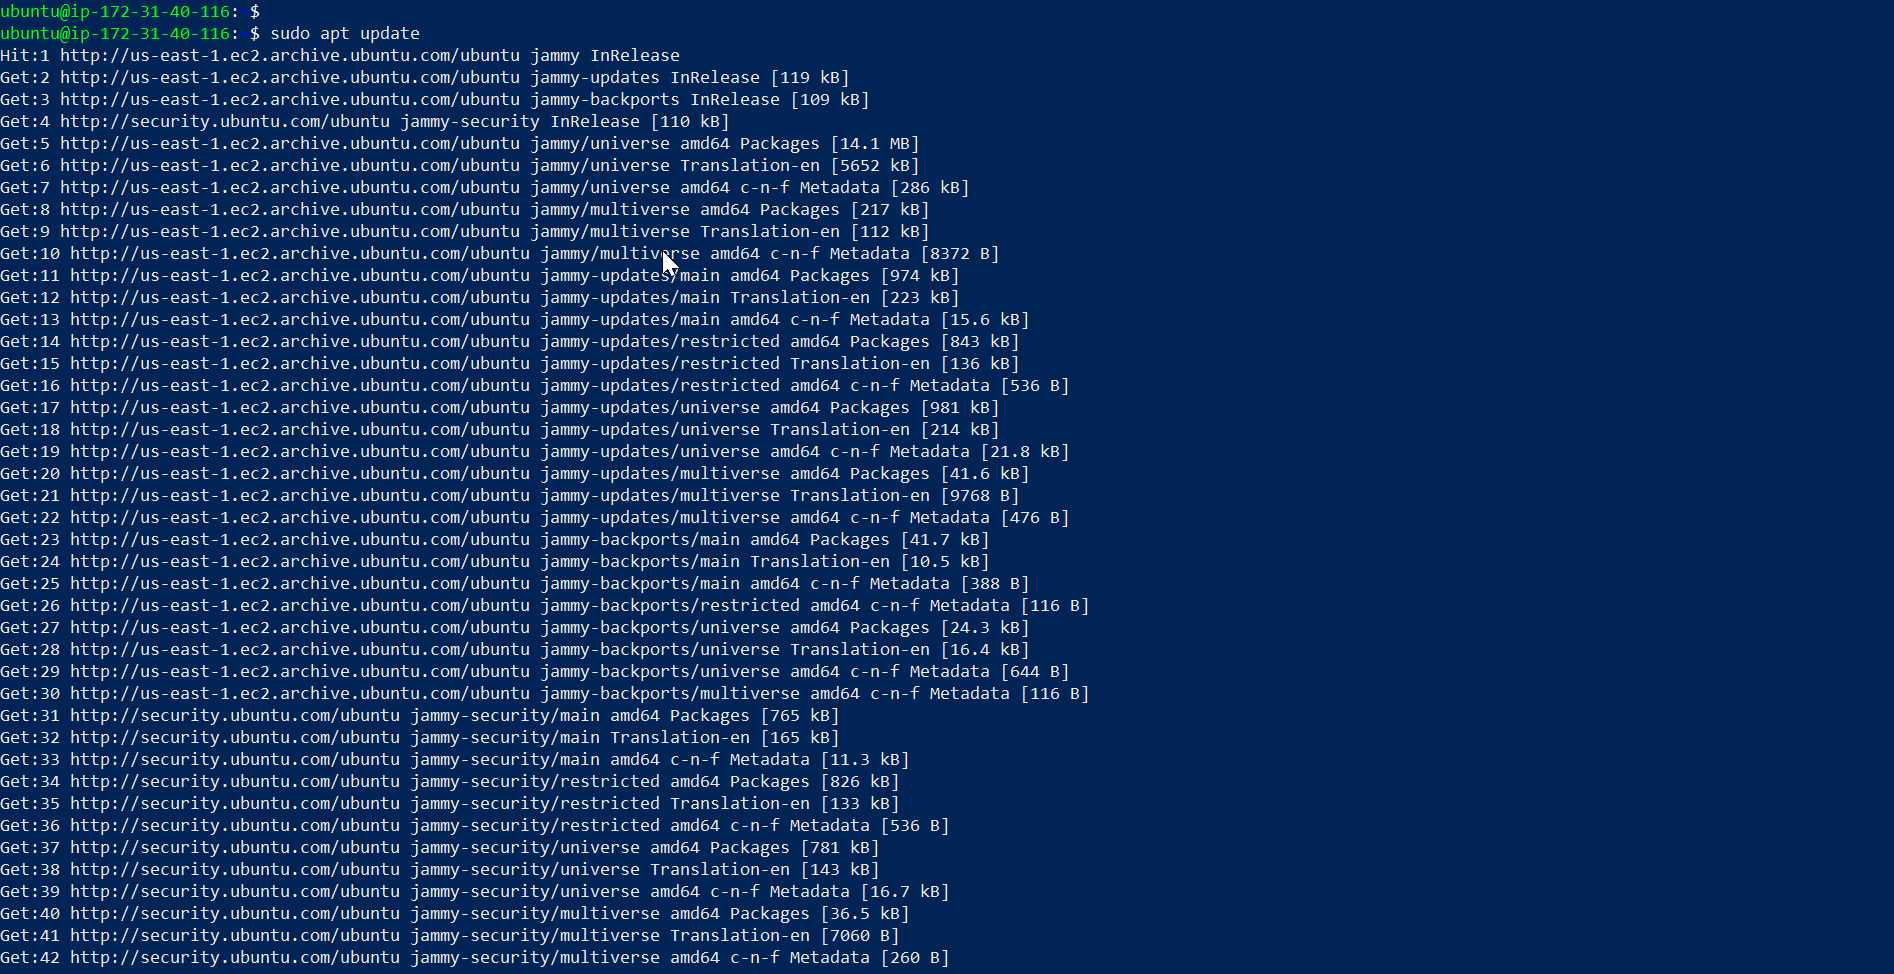 ubuntu@ip-172-31-40-116:~$
ubuntu@ip-172-31-40-116:~$ sudo apt update
Hit:1 http://us-east-1.ec2.archive.ubuntu.com/ubuntu jammy InRelease
Get:2 http://us-east-1.ec2.archive.ubuntu.com/ubuntu jammy-updates InRelease [119 kB]
Get:3 http://us-east-1.ec2.archive.ubuntu.com/ubuntu jammy-backports InRelease [109 kB]
Get:4 http://security.ubuntu.com/ubuntu jammy-security InRelease [110 kB]
Get:5 http://us-east-1.ec2.archive.ubuntu.com/ubuntu jammy/universe amd64 Packages [14.1 MB]
Get:6 http://us-east-1.ec2.archive.ubuntu.com/ubuntu jammy/universe Translation-en [5652 kB]
Get:7 http://us-east-1.ec2.archive.ubuntu.com/ubuntu jammy/universe amd64 c-n-f Metadata [286 kB]
Get:8 http://us-east-1.ec2.archive.ubuntu.com/ubuntu jammy/multiverse amd64 Packages [217 kB]
Get:9 http://us-east-1.ec2.archive.ubuntu.com/ubuntu jammy/multiverse Translation-en [112 kB]
Get:10 http://us-east-1.ec2.archive.ubuntu.com/ubuntu jammy/multiverse amd64 c-n-f Metadata [8372 B]
Get:11 http://us-east-1.ec2.archive.ubuntu.com/ubuntu jammy-updates/main amd64 Packages [974 kB]
Get:12 http://us-east-1.ec2.archive.ubuntu.com/ubuntu jammy-updates/main Translation-en [223 kB]
Get:13 http://us-east-1.ec2.archive.ubuntu.com/ubuntu jammy-updates/main amd64 c-n-f Metadata [15.6 kB]
Get:14 http://us-east-1.ec2.archive.ubuntu.com/ubuntu jammy-updates/restricted amd64 Packages [843 kB]
Get:15 http://us-east-1.ec2.archive.ubuntu.com/ubuntu jammy-updates/restricted Translation-en [136 kB]
Get:16 http://us-east-1.ec2.archive.ubuntu.com/ubuntu jammy-updates/restricted amd64 c-n-f Metadata [536 B]
Get:17 http://us-east-1.ec2.archive.ubuntu.com/ubuntu jammy-updates/universe amd64 Packages [981 kB]
Get:18 http://us-east-1.ec2.archive.ubuntu.com/ubuntu jammy-updates/universe Translation-en [214 kB]
Get:19 http://us-east-1.ec2.archive.ubuntu.com/ubuntu jammy-updates/universe amd64 c-n-f Metadata [21.8 kB]
Get:20 http://us-east-1.ec2.archive.ubuntu.com/ubuntu jammy-updates/multiverse amd64 Packages [41.6 kB]
Get:21 http://us-east-1.ec2.archive.ubuntu.com/ubuntu jammy-updates/multiverse Translation-en [9768 B]
Get:22 http://us-east-1.ec2.archive.ubuntu.com/ubuntu jammy-updates/multiverse amd64 c-n-f Metadata [476 B]
Get:23 http://us-east-1.ec2.archive.ubuntu.com/ubuntu jammy-backports/main amd64 Packages [41.7 kB]
Get:24 http://us-east-1.ec2.archive.ubuntu.com/ubuntu jammy-backports/main Translation-en [10.5 kB]
Get:25 http://us-east-1.ec2.archive.ubuntu.com/ubuntu jammy-backports/main amd64 c-n-f Metadata [388 B]
Get:26 http://us-east-1.ec2.archive.ubuntu.com/ubuntu jammy-backports/restricted amd64 c-n-f Metadata [116 B]
Get:27 http://us-east-1.ec2.archive.ubuntu.com/ubuntu jammy-backports/universe amd64 Packages [24.3 kB]
Get:28 http://us-east-1.ec2.archive.ubuntu.com/ubuntu jammy-backports/universe Translation-en [16.4 kB]
Get:29 http://us-east-1.ec2.archive.ubuntu.com/ubuntu jammy-backports/universe amd64 c-n-f Metadata [644 B]
Get:30 http://us-east-1.ec2.archive.ubuntu.com/ubuntu jammy-backports/multiverse amd64 c-n-f Metadata [116 B]
Get:31 http://security.ubuntu.com/ubuntu jammy-security/main amd64 Packages [765 kB]
Get:32 http://security.ubuntu.com/ubuntu jammy-security/main Translation-en [165 kB]
Get:33 http://security.ubuntu.com/ubuntu jammy-security/main amd64 c-n-f Metadata [11.3 kB]
Get:34 http://security.ubuntu.com/ubuntu jammy-security/restricted amd64 Packages [826 kB]
Get:35 http://security.ubuntu.com/ubuntu jammy-security/restricted Translation-en [133 kB]
Get:36 http://security.ubuntu.com/ubuntu jammy-security/restricted amd64 c-n-f Metadata [536 B]
Get:37 http://security.ubuntu.com/ubuntu jammy-security/universe amd64 Packages [781 kB]
Get:38 http://security.ubuntu.com/ubuntu jammy-security/universe Translation-en [143 kB]
Get:39 http://security.ubuntu.com/ubuntu jammy-security/universe amd64 c-n-f Metadata [16.7 kB]
Get:40 http://security.ubuntu.com/ubuntu jammy-security/multiverse amd64 Packages [36.5 kB]
Get:41 http://security.ubuntu.com/ubuntu jammy-security/multiverse Translation-en [7060 B]
Get:42 http://security.ubuntu.com/ubuntu jammy-security/multiverse amd64 c-n-f Metadata [260 B]